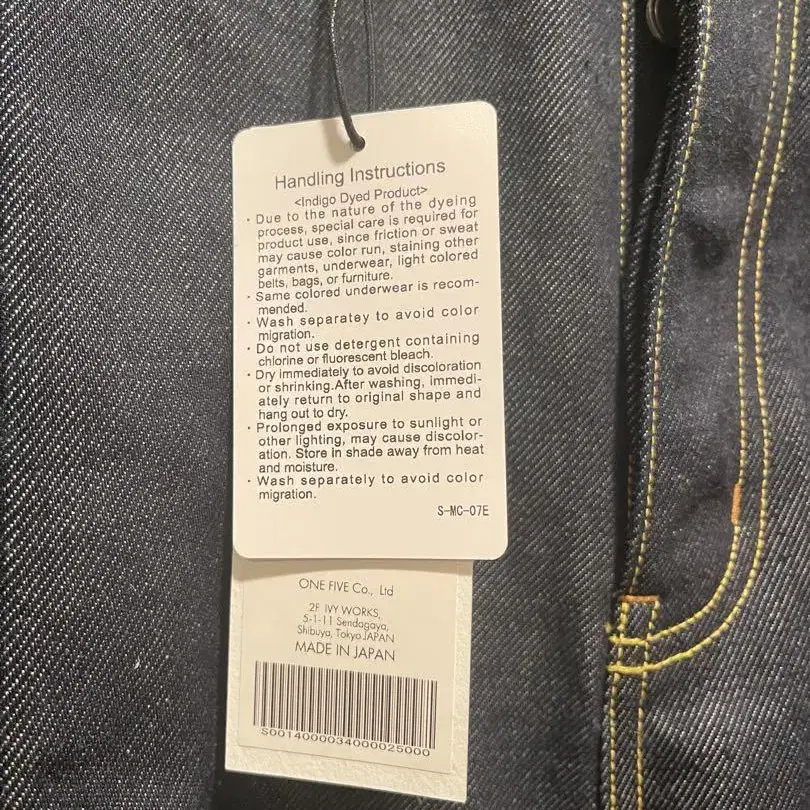 Handling Instructions
<Indigo Dyed Product>
・Due to the nature of the dyeing
process, special care is required for
product use, since friction or sweat
may cause color run, staining other
garments, underwear, light colored
belts, bags, or furniture.
・Same colored underwear is recom-
mended.
・Wash separatey to avoid color
migration.
・Do not use detergent containing
chlorine or fluorescent bleach.
・Dry immediately to avoid discoloration
or shrinking.After washing, immedi-
ately return to original shape and
hang out to dry.
・Prolonged exposure to sunlight or
other lighting, may cause discolor-
ation. Store in shade away from heat
and moisture.
・Wash separately to avoid color
migration.
S-MC-07E
ONE FIVE Co., Ltd
2F IVY WORKS,
5-1-11 Sendagaya,
Shibuya, Tokyo JAPAN
MADE IN JAPAN
S0014000034000025000